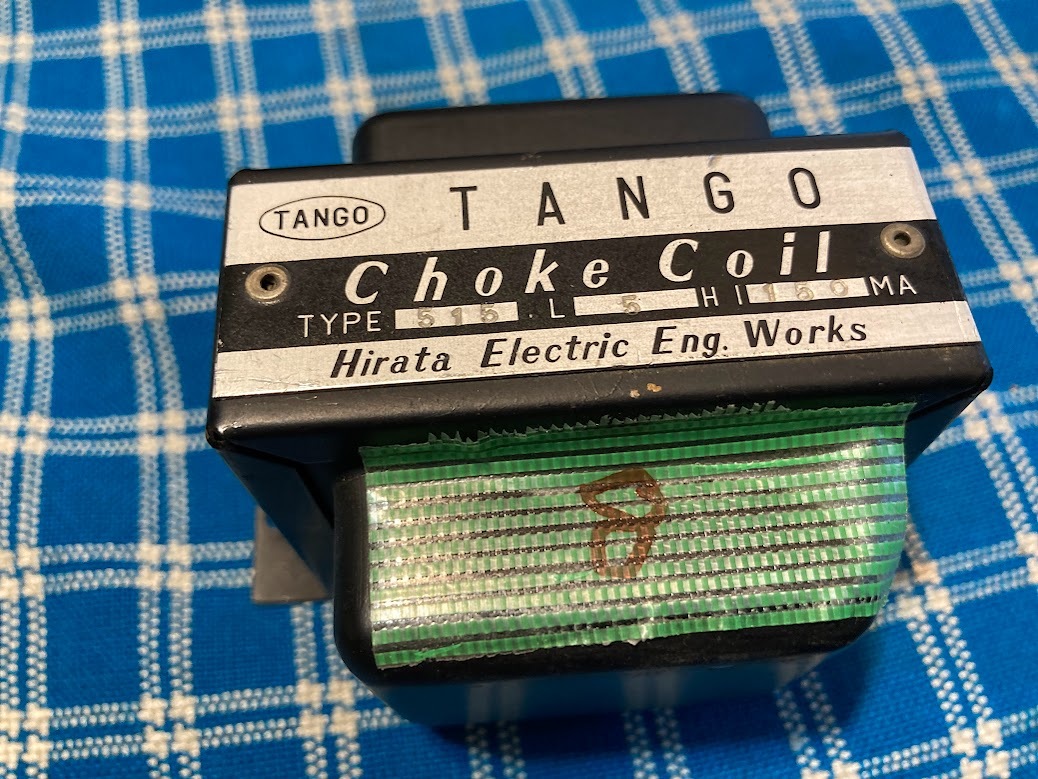 TANGO TANGO
Choke Coil
TYPE 515 . L 5 H I 150 MA
Hirata Electric Eng. Works
8